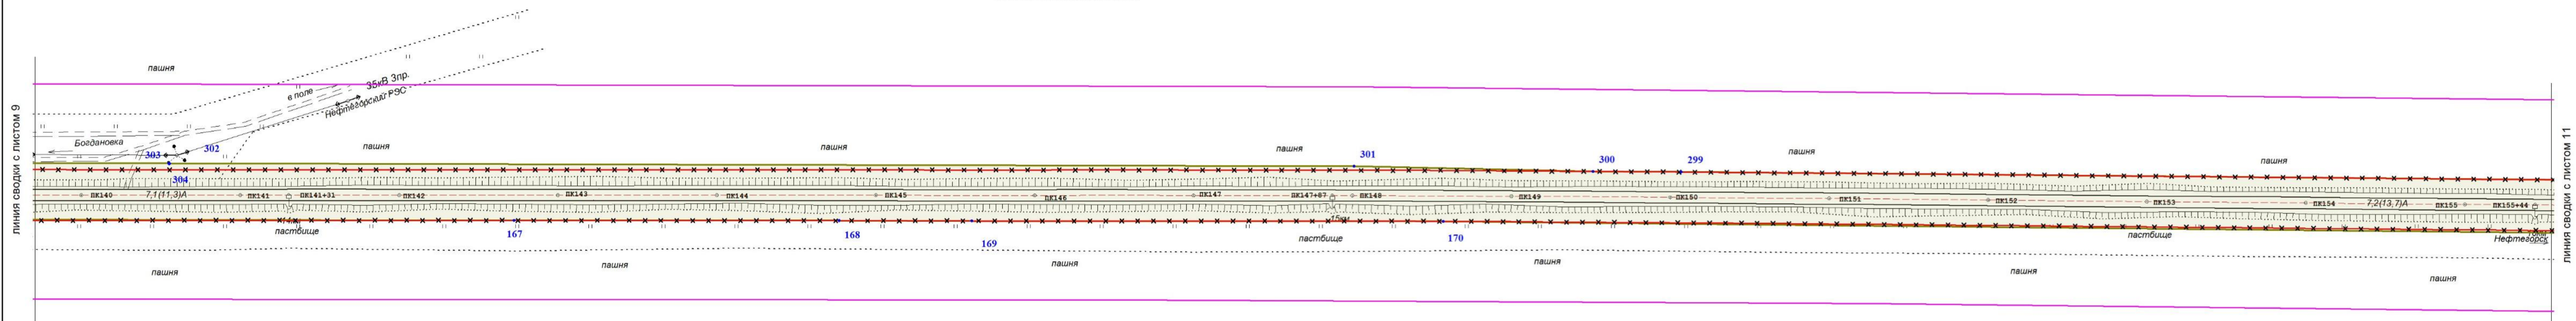 линия сводки с листом 9
пашня
в поле
35кВ 3пр.
Нефтегорский РЭС
Богдановка
303
302
304
пашня
пашня
пашня
301
300
299
пашня
пашня
ПК140
7,1(11,3)А
ПК141
ПК141+31
ПК142
ПК143
ПК144
ПК145
ПК146
ПК147
ПК147+87
ПК148
ПК149
ПК150
ПК151
ПК152
ПК153
ПК154
7,2(13,7)А
ПК155
ПК155+44
15км
пастбище
167
168
169
пастбище
170
пастбище
Нефтегорск
пашня
пашня
пашня
пашня
пашня
пашня
линия сводки с листом 11